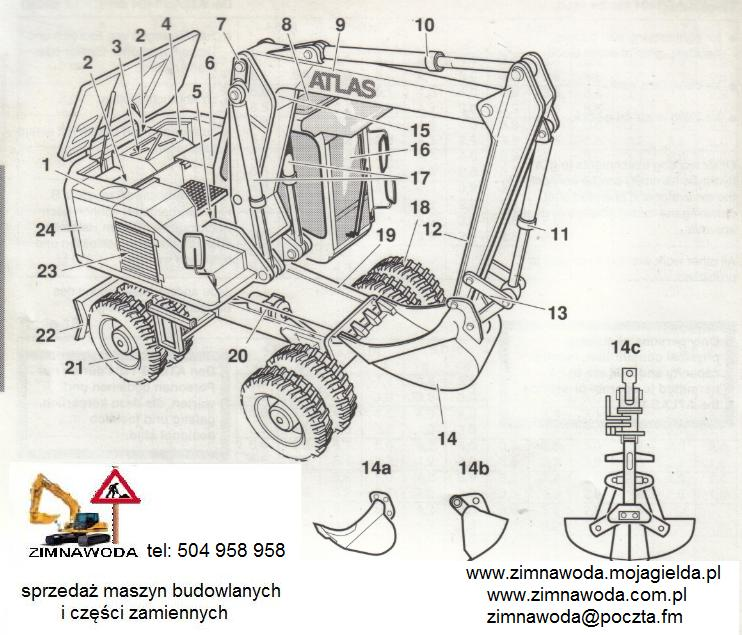 7
8
9
10
4
2
3
2
6
5
ATLAS
15
16
1
17
18
12
11
24
19
23
13
22
20
14c
21
14
14a
14b
ZIMNAWODA tel: 504 958 958
sprzedaż maszyn budowlanych
i części zamiennych
www.zimnawoda.mojagielda.pl
www.zimnawoda.com.pl
zimnawoda@poczta.fm